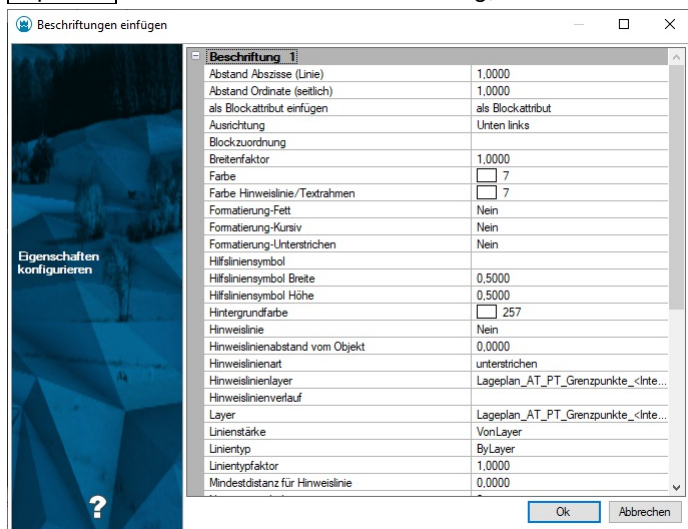 Beschriftungen einfügen
Eigenschaften
konfigurieren
?
Beschriftung 1
Abstand Abszisse (Linie) 1,0000
Abstand Ordinate (seitlich) 1,0000
als Blockattribut einfügen als Blockattribut
Ausrichtung Unten links
Blockzuordnung
Breitenfaktor 1,0000
Farbe 7
Farbe Hinweislinie/Textrahmen 7
Formatierung-Fett Nein
Formatierung-Kursiv Nein
Formatierung-Unterstrichen Nein
Hilfsliniensymbol
Hilfsliniensymbol Breite 0,5000
Hilfsliniensymbol Höhe 0,5000
Hintergrundfarbe 257
Hinweislinie Nein
Hinweislinienabstand vom Objekt 0,0000
Hinweislinienart unterstrichen
Hinweislinienlayer Lageplan_AT_PT_Grenzpunkte_<Inte...
Hinweislinienverlauf
Layer Lageplan_AT_PT_Grenzpunkte_<Inte...
Linienstärke VonLayer
Linientyp ByLayer
Linientypfaktor 1,0000
Mindestdistanz für Hinweislinie 0,0000
Ok Abbrechen